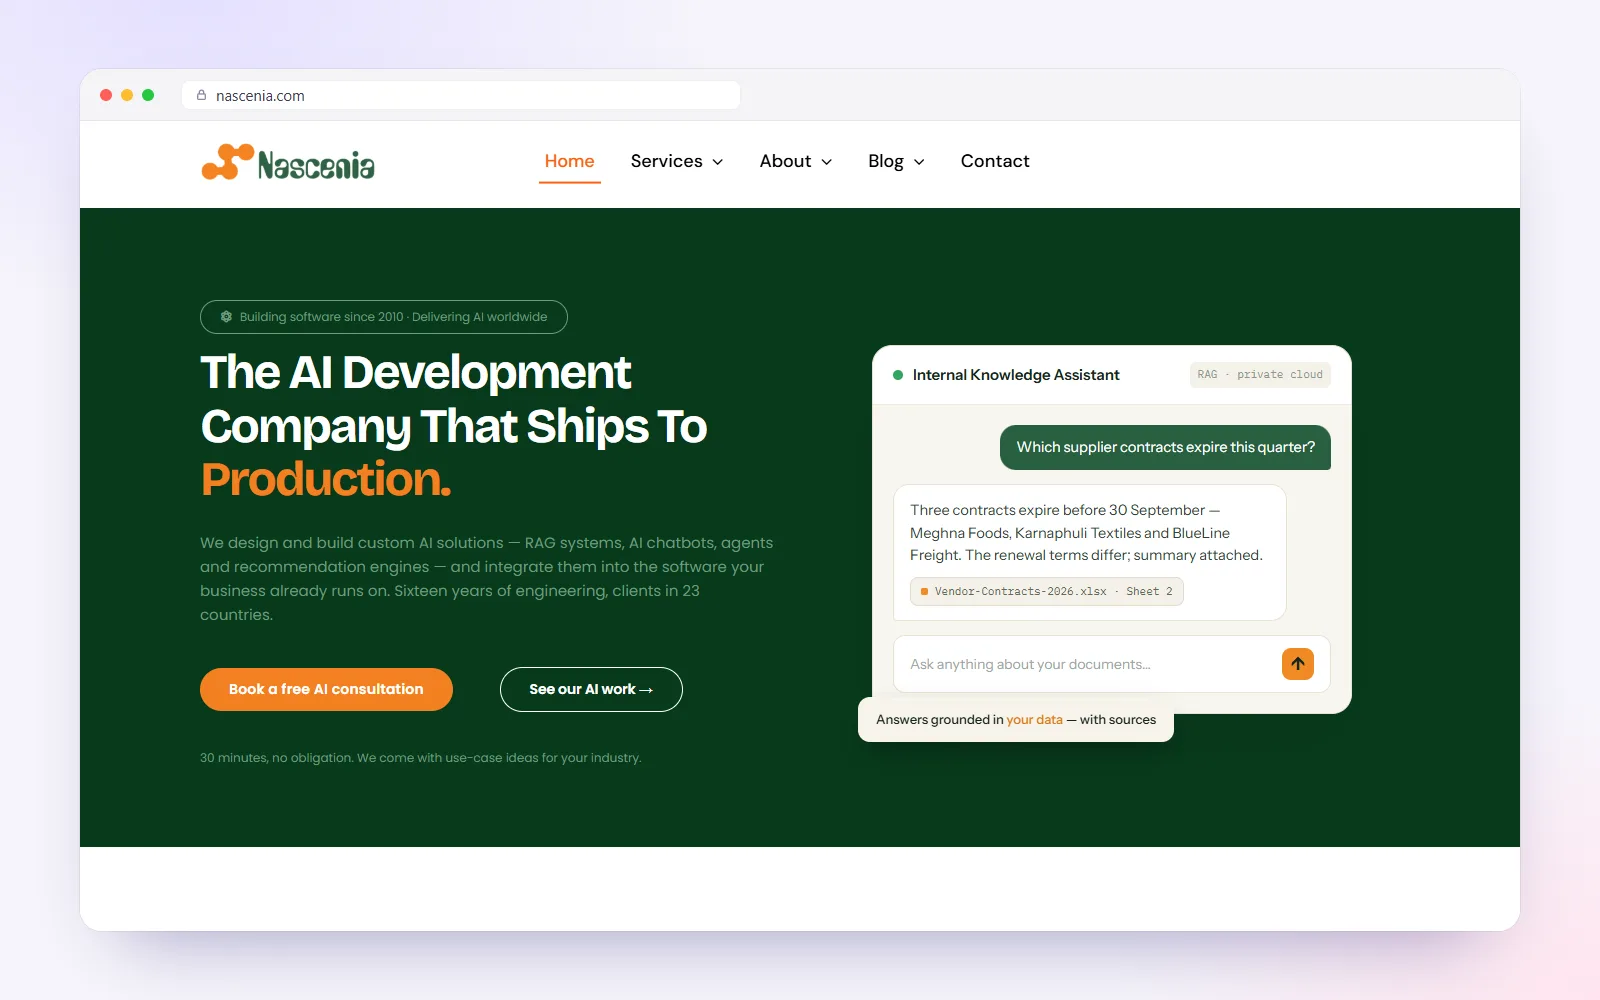 nascenia.com
Nascenia
Home Services About Blog Contact
Building software since 2010 · Delivering AI worldwide
The AI Development
Company That Ships To
Production.
We design and build custom AI solutions — RAG systems, AI chatbots, agents
and recommendation engines — and integrate them into the software your
business already runs on. Sixteen years of engineering, clients in 23
countries.
Book a free AI consultation
See our AI work →
30 minutes, no obligation. We come with use-case ideas for your industry.
Internal Knowledge Assistant
RAG · private cloud
Which supplier contracts expire this quarter?
Three contracts expire before 30 September —
Meghna Foods, Karnaphuli Textiles and BlueLine
Freight. The renewal terms differ; summary attached.
Vendor-Contracts-2026.xlsx · Sheet 2
Ask anything about your documents…
Answers grounded in your data — with sources